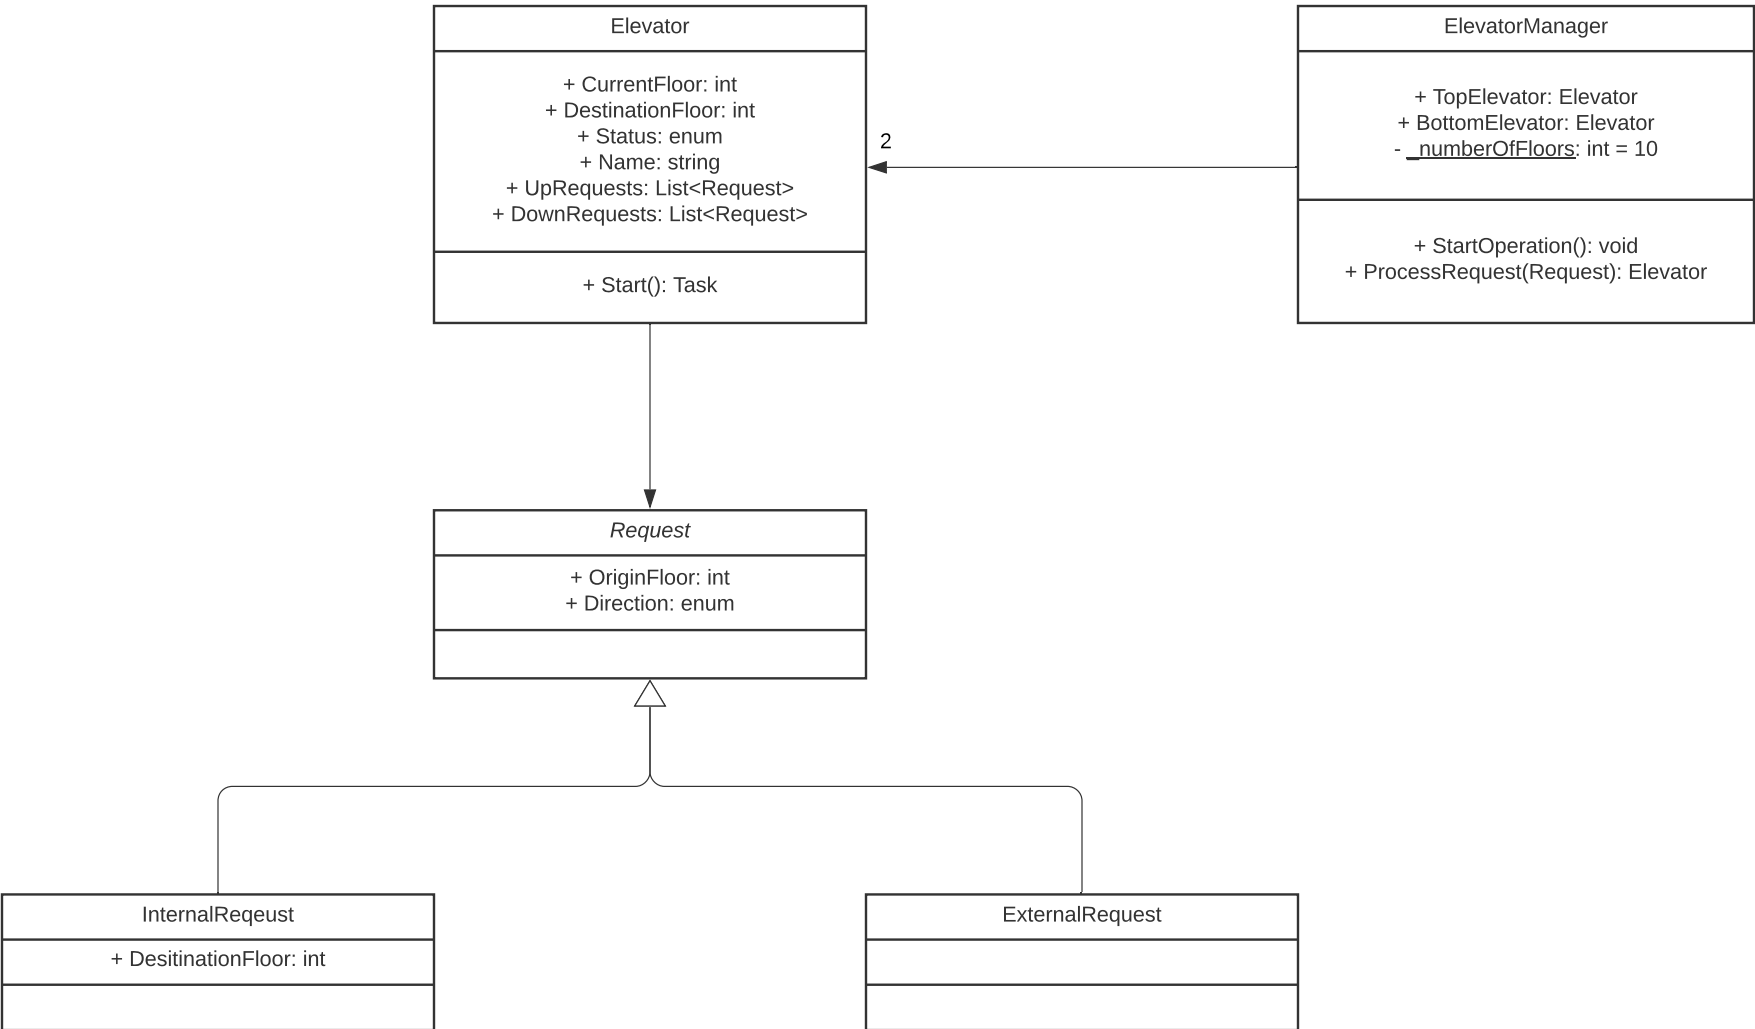 Elevator
+ CurrentFloor: int
+ DestinationFloor: int
+ Status: enum
+ Name: string
+ UpRequests: List<Request>
+ DownRequests: List<Request>
+ Start(): Task
2
ElevatorManager
+ TopElevator: Elevator
+ BottomElevator: Elevator
- _numberOfFloors: int = 10
+ StartOperation(): void
+ ProcessRequest(Request): Elevator
Request
+ OriginFloor: int
+ Direction: enum
InternalReqeust
+ DesitinationFloor: int
ExternalRequest